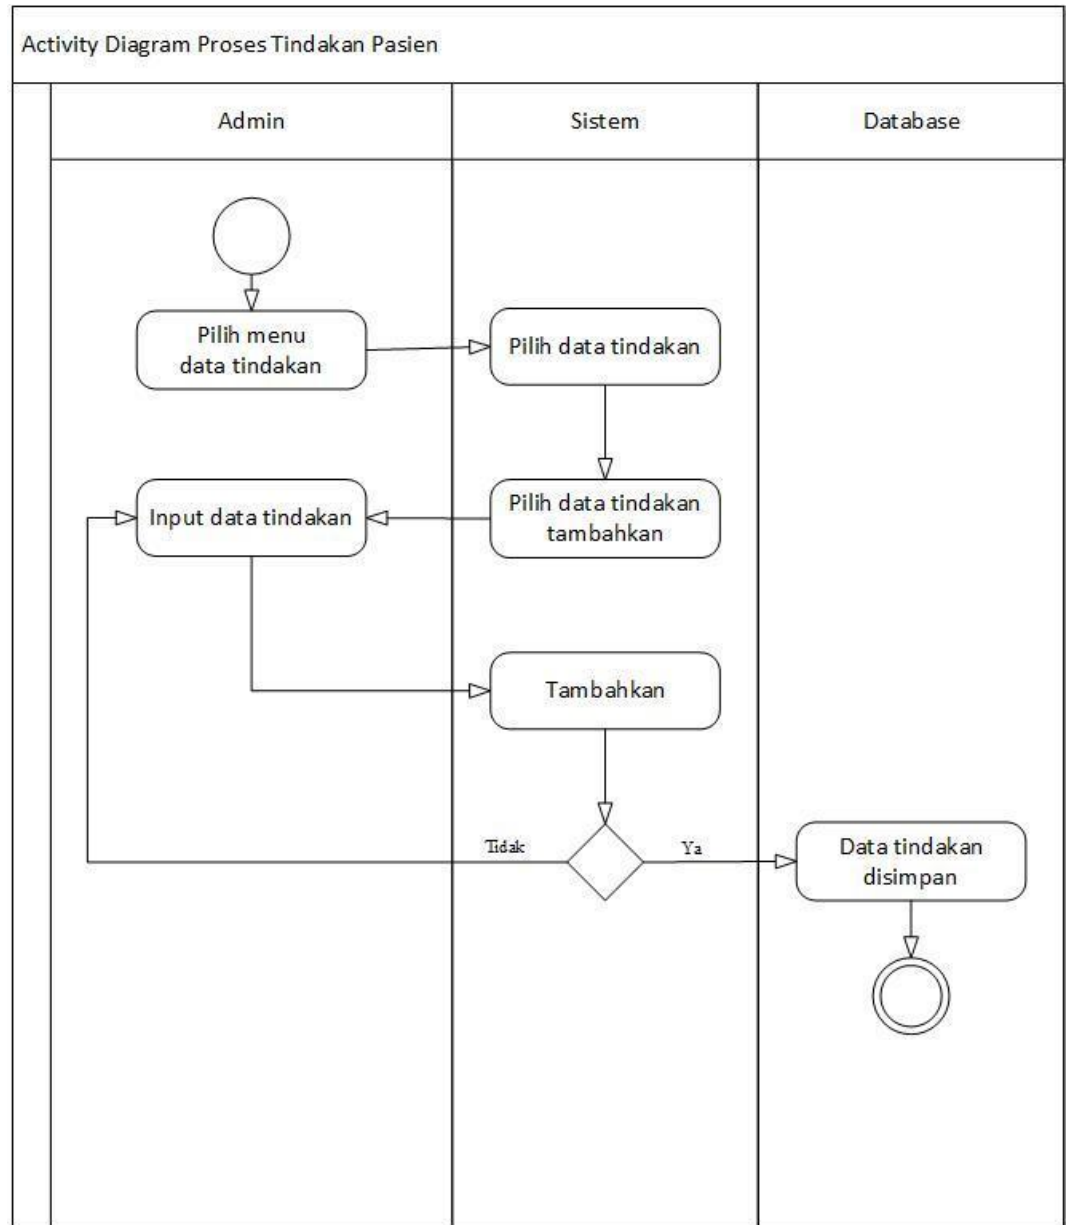 Activity Diagram Proses Tindakan Pasien
Admin
Sistem
Database
Pilih menu
data tindakan
Pilih data tindakan
Input data tindakan
Pilih data tindakan
tambahkan
Tambahkan
Tidak
Ya
Data tindakan
disimpan